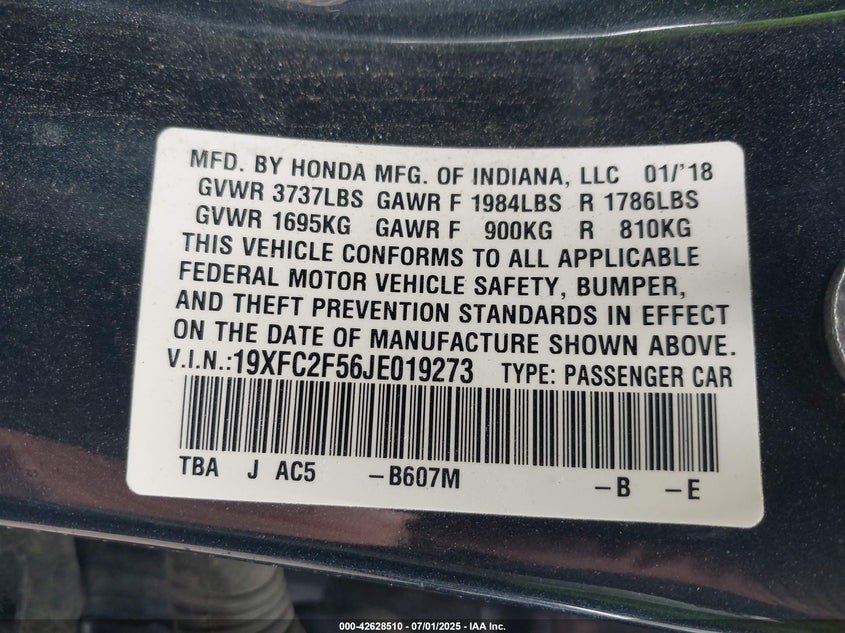 MFD. BY HONDA MFG. OF INDIANA, LLC 01/'18
GVWR 3737LBS GAWR F 1984LBS R 1786LBS
GVWR 1695KG GAWR F 900KG R 810KG
THIS VEHICLE CONFORMS TO ALL APPLICABLE
FEDERAL MOTOR VEHICLE SAFETY, BUMPER,
AND THEFT PREVENTION STANDARDS IN EFFECT
ON THE DATE OF MANUFACTURE SHOWN ABOVE.
V.I.N.:19XFC2F56JE019273 TYPE: PASSENGER CAR
TBA J AC5 -B607M -B -E
000-42628510 - 07/01/2025 - IAA Inc.